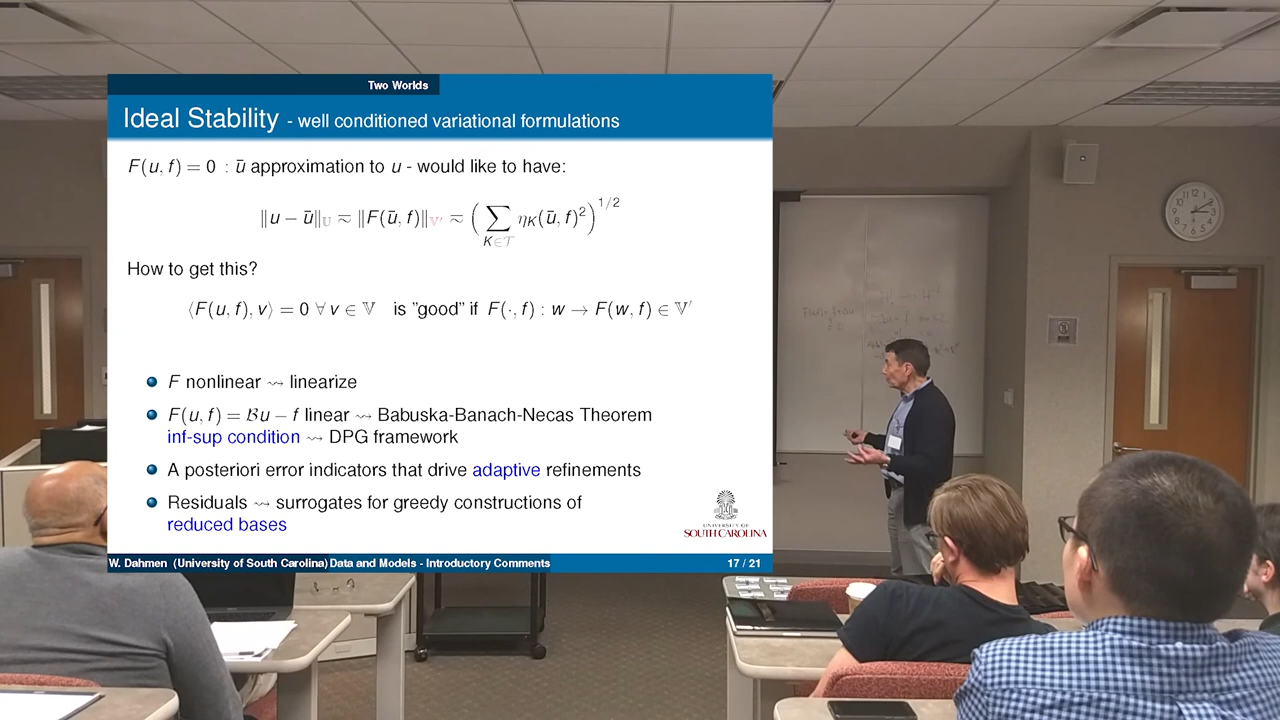 Two Worlds
Ideal Stability - well conditioned variational formulations
F(u, f) = 0 : ū approximation to u - would like to have:
‖u − ū‖_𝕌 ≂ ‖F(ū, f)‖_𝕍′ ≂ ( ∑_{K∈𝒯} η_K(ū, f)² )^{1/2}
How to get this?
⟨F(u, f), v⟩ = 0 ∀ v ∈ 𝕍 is "good" if F(·, f) : w → F(w, f) ∈ 𝕍′
F nonlinear ⇝ linearize
F(u, f) = ℬu − f linear ⇝ Babuska-Banach-Necas Theorem
inf-sup condition ⇝ DPG framework
A posteriori error indicators that drive adaptive refinements
Residuals ⇝ surrogates for greedy constructions of
reduced bases
UNIVERSITY OF
SOUTH CAROLINA
W. Dahmen (University of South Carolina) Data and Models - Introductory Comments
17 / 21